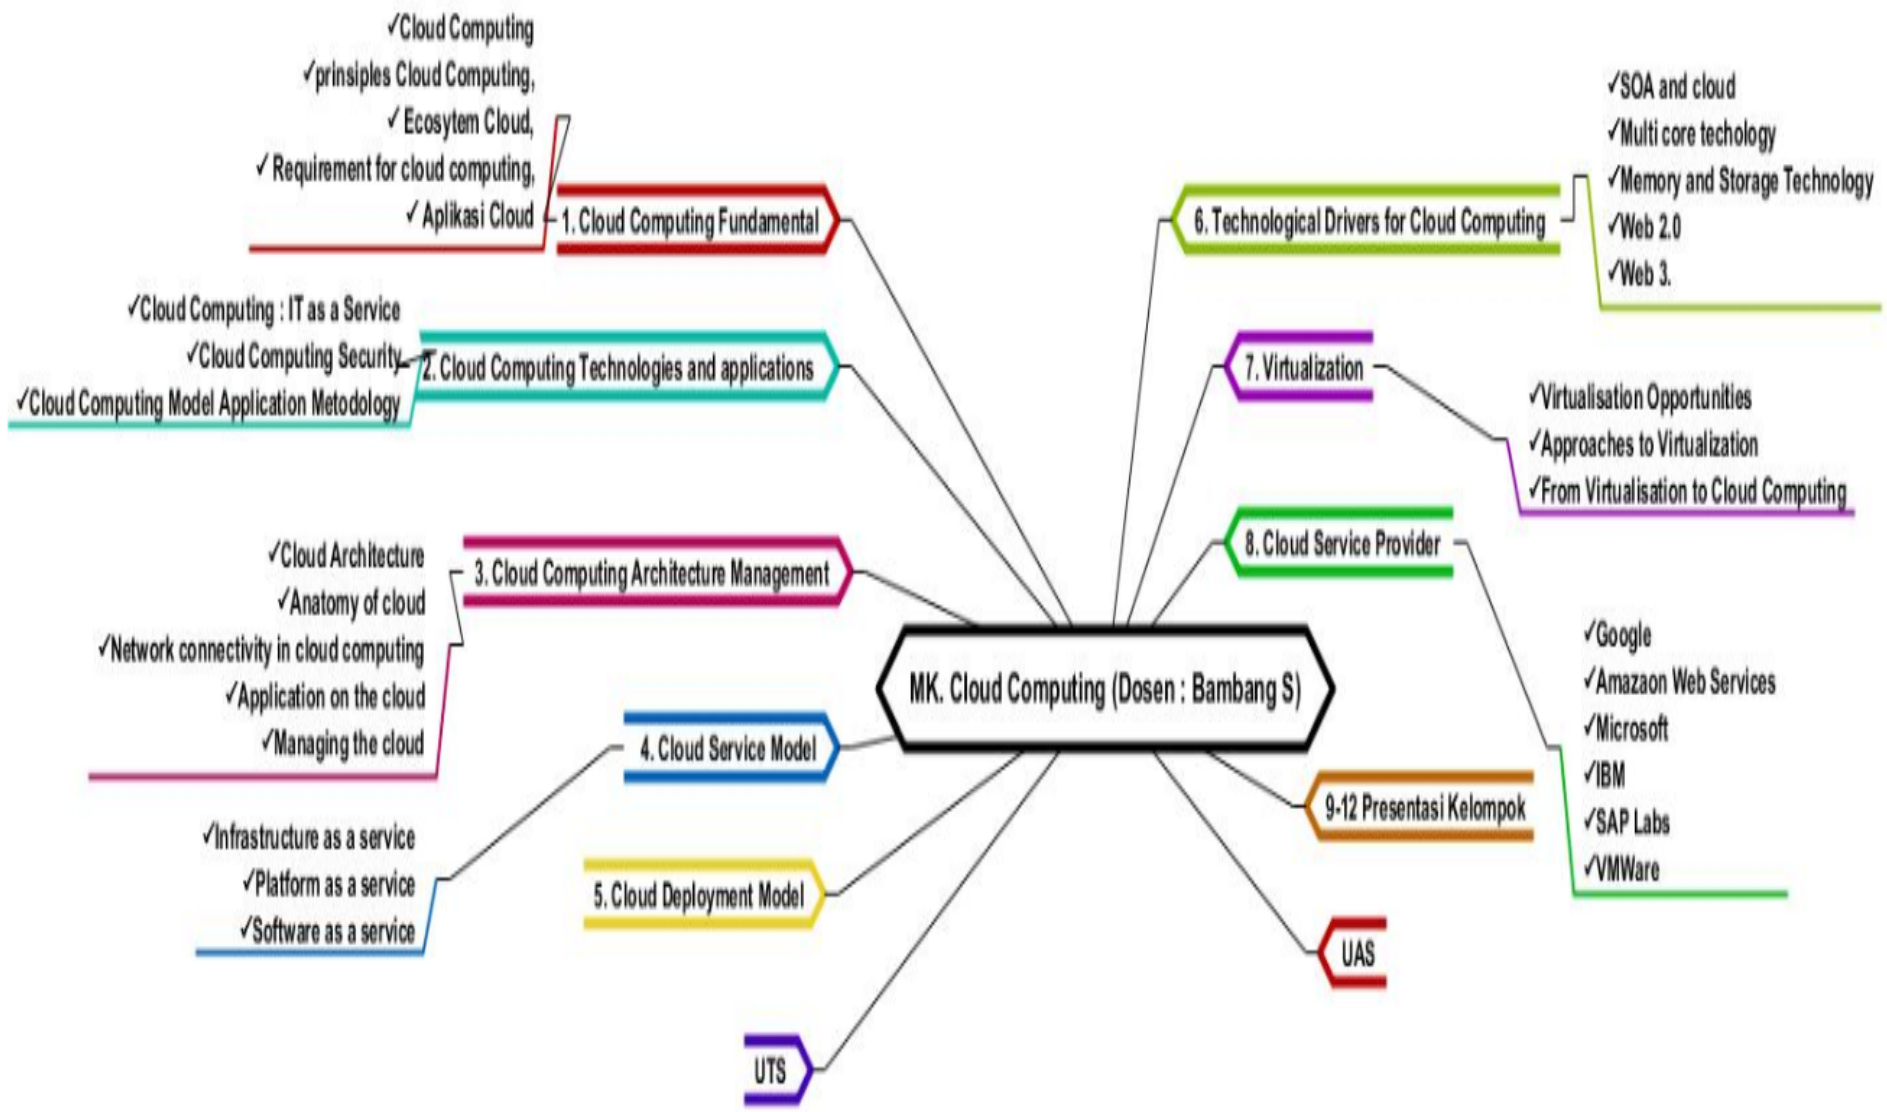 ✓Cloud Computing
✓prinsiples Cloud Computing,
✓ Ecosytem Cloud,
✓ Requirement for cloud computing,
✓ Aplikasi Cloud
1. Cloud Computing Fundamental
✓Cloud Computing : IT as a Service
✓Cloud Computing Security
✓Cloud Computing Model Application Metodology
2. Cloud Computing Technologies and applications
✓Cloud Architecture
✓Anatomy of cloud
✓Network connectivity in cloud computing
✓Application on the cloud
✓Managing the cloud
3. Cloud Computing Architecture Management
✓Infrastructure as a service
✓Platform as a service
✓Software as a service
4. Cloud Service Model
5. Cloud Deployment Model
UTS
MK. Cloud Computing (Dosen : Bambang S)
6. Technological Drivers for Cloud Computing
✓SOA and cloud
✓Multi core techology
✓Memory and Storage Technology
✓Web 2.0
✓Web 3.
7. Virtualization
✓Virtualisation Opportunities
✓Approaches to Virtualization
✓From Virtualisation to Cloud Computing
8. Cloud Service Provider
✓Google
✓Amazaon Web Services
✓Microsoft
✓IBM
✓SAP Labs
✓VMWare
9-12 Presentasi Kelompok
UAS